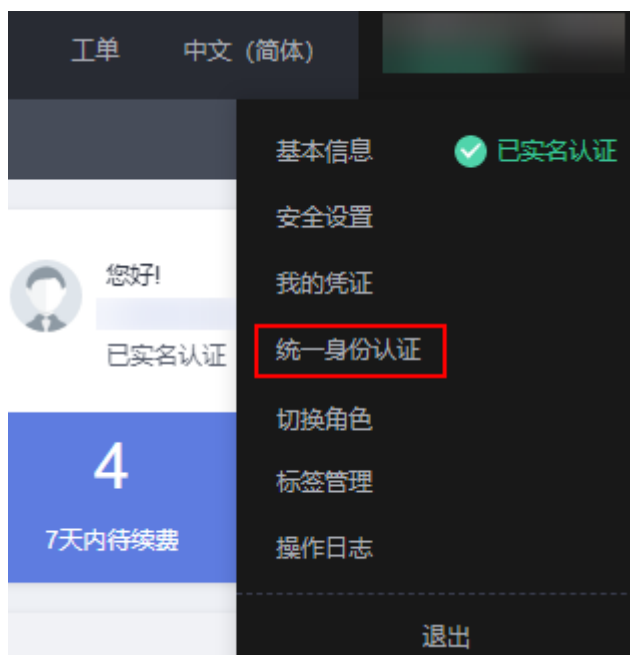 工单 中文 (简体)
基本信息 已实名认证
安全设置
您好!
我的凭证
已实名认证
统一身份认证
切换角色
4
标签管理
7天内待续费
操作日志
退出